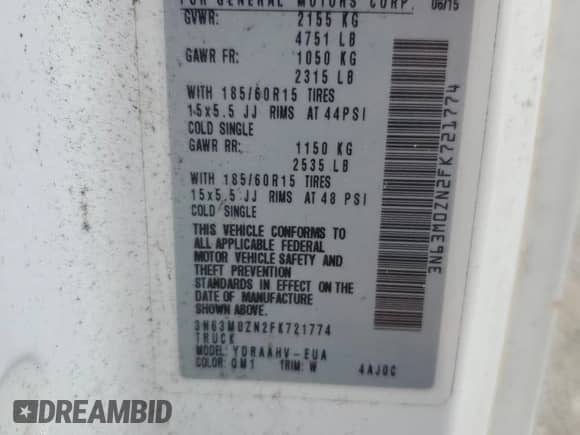 FOR GENERAL MOTORS CORP. 06/15
GVWR: 2155 KG
4751 LB
GAWR FR: 1050 KG
2315 LB
WITH 185/60R15 TIRES
15x5.5 JJ RIMS AT 44PSI
COLD SINGLE
GAWR RR: 1150 KG
2535 LB
WITH 185/60R15 TIRES
15x5.5 JJ RIMS AT 48 PSI
COLD SINGLE
THIS VEHICLE CONFORMS TO
ALL APPLICABLE FEDERAL
MOTOR VEHICLE SAFETY AND
THEFT PREVENTION
STANDARDS IN EFFECT ON THE
DATE OF MANUFACTURE
SHOWN ABOVE.
3N63M0ZN2FK721774
TRUCK
MODEL: YDRAAHV-EUA
COLOR: QM1 TRIM: W 4AJ0C
3N63M0ZN2FK721774
DREAMBID